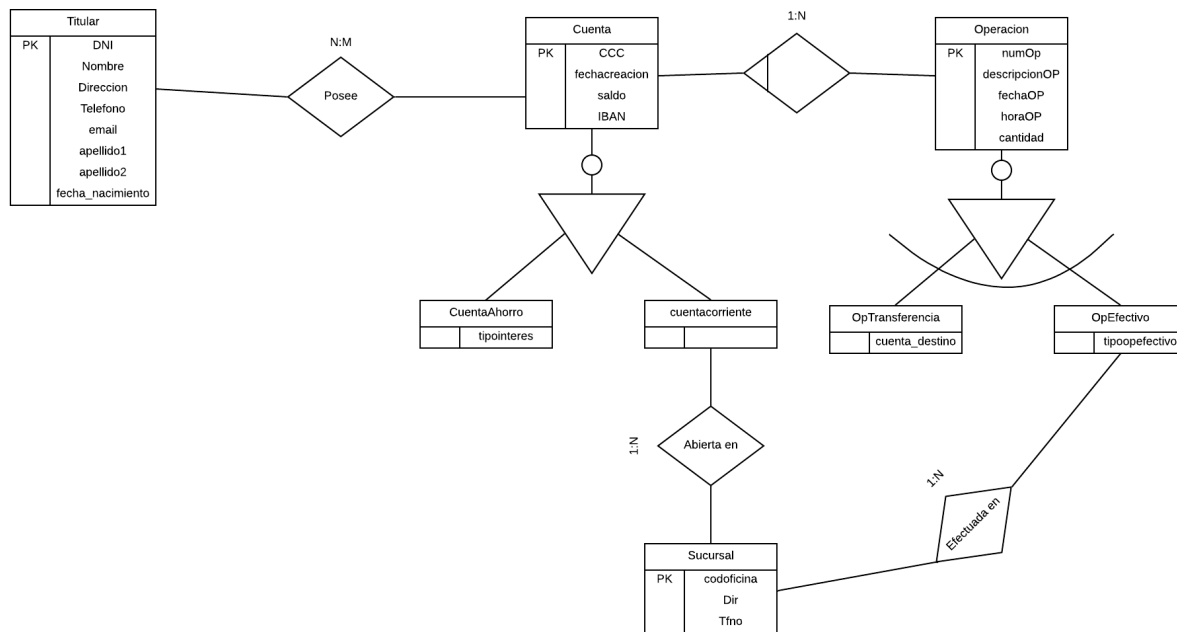 Titular
PK
DNI
Nombre
Direccion
Telefono
email
apellido1
apellido2
fecha_nacimiento
N:M
Posee
Cuenta
PK
CCC
fechacreacion
saldo
IBAN
1:N
Operacion
PK
numOp
descripcionOP
fechaOP
horaOP
cantidad
CuentaAhorro
tipointeres
cuentacorriente
OpTransferencia
cuenta_destino
OpEfectivo
tipoopefectivo
1:N
Abierta en
1:N
Efectuada en
Sucursal
PK
codoficina
Dir
Tfno